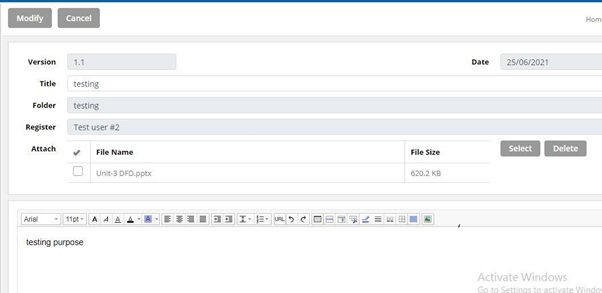 Modify Cancel Hom
Version 1.1 Date 25/06/2021
Title testing
Folder testing
Register Test user #2
Attach File Name File Size Select Delete
Unit-3 DFD.pptx 620.2 KB
Arial 11pt A A A A A URL
testing purpose
Activate Windows
Go to Settings to activate Windows